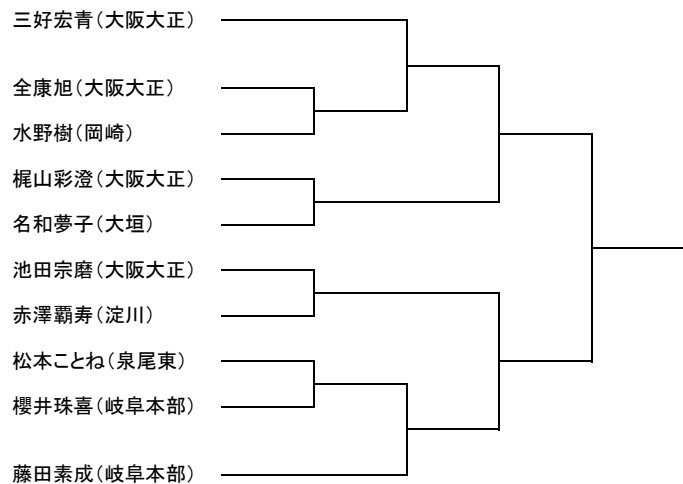 三好宏青（大阪大正）
全康旭（大阪大正）
水野樹（岡崎）
梶山彩澄（大阪大正）
名和夢子（大垣）
池田宗磨（大阪大正）
赤澤覇寿（淀川）
松本ことね（泉尾東）
櫻井珠喜（岐阜本部）
藤田素成（岐阜本部）